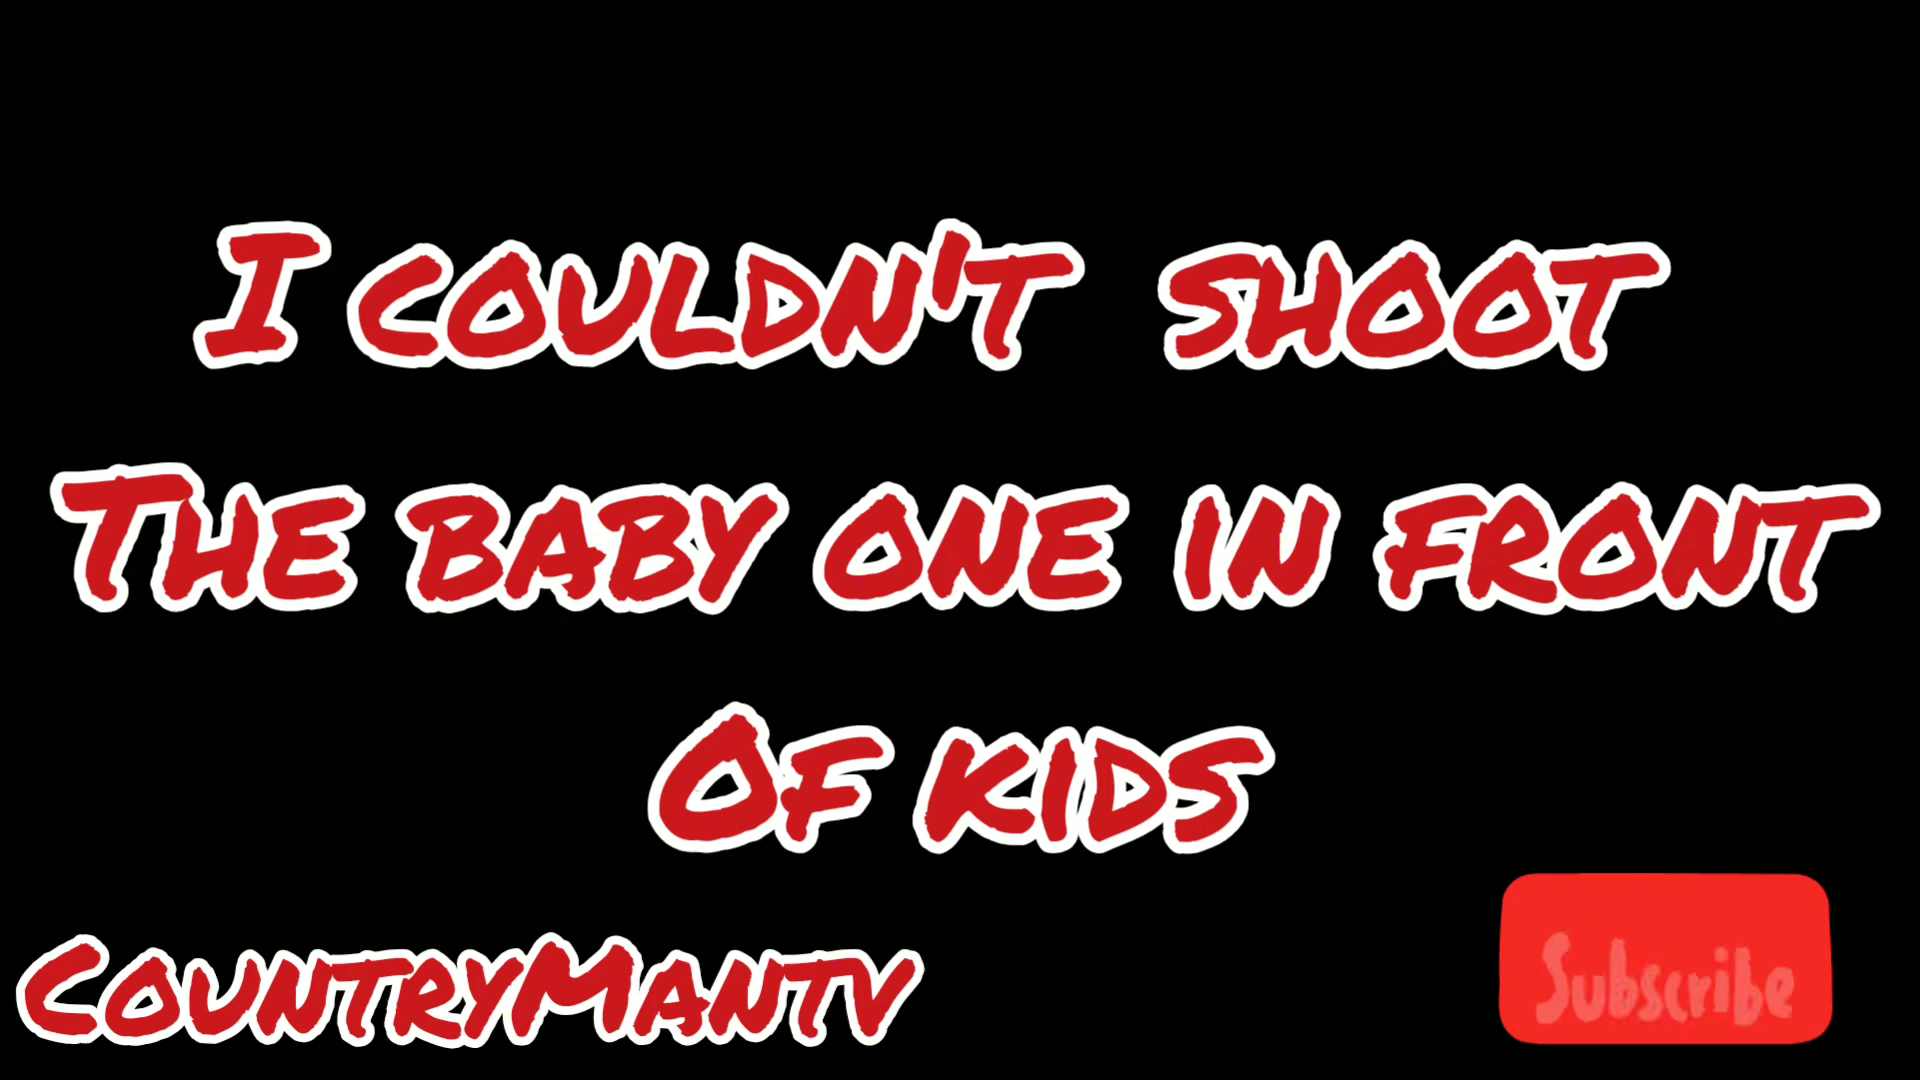 I couldn't shoot
The baby one in front
Of kids
CountryMantv
Subscribe